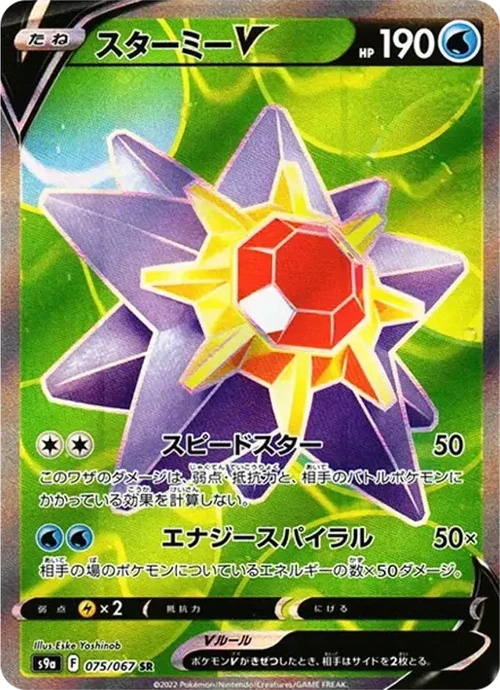 たね スターミーV HP 190
スピードスター 50
このワザのダメージは、弱点・抵抗力と、相手のバトルポケモンに
かかっている効果を計算しない。
エナジースパイラル 50×
相手の場のポケモンについているエネルギーの数×50ダメージ。
弱点 ×2 抵抗力 にげる
Illus. Eske Yoshinob
Vルール
ポケモンVがきぜつしたとき、相手はサイドを2枚とる。
s9a F 075/067 SR
©2022 Pokémon/Nintendo/Creatures/GAME FREAK.